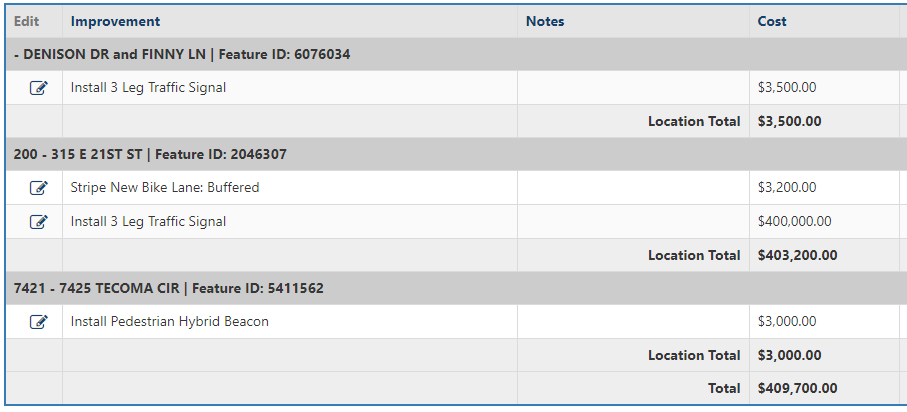 Edit Improvement Notes Cost
- DENISON DR and FINNY LN | Feature ID: 6076034
Install 3 Leg Traffic Signal $3,500.00
Location Total $3,500.00
200 - 315 E 21ST ST | Feature ID: 2046307
Stripe New Bike Lane: Buffered $3,200.00
Install 3 Leg Traffic Signal $400,000.00
Location Total $403,200.00
7421 - 7425 TECOMA CIR | Feature ID: 5411562
Install Pedestrian Hybrid Beacon $3,000.00
Location Total $3,000.00
Total $409,700.00